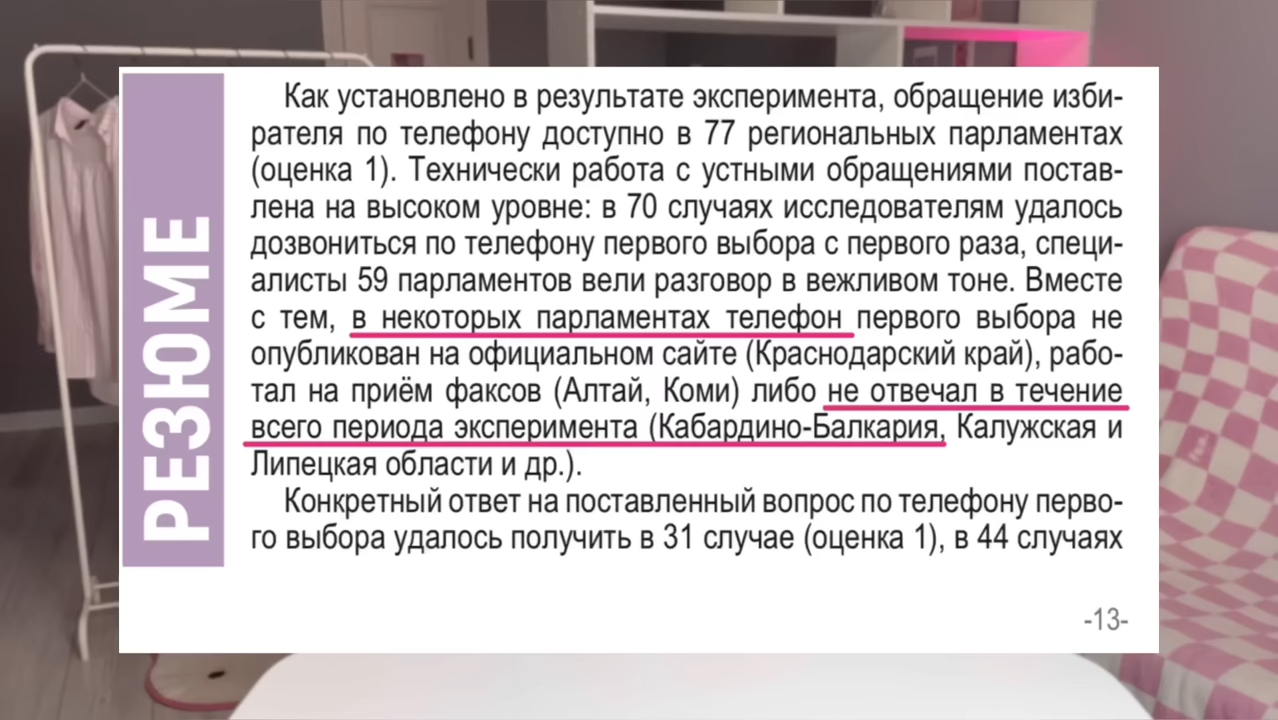 РЕЗЮМЕ
Как установлено в результате эксперимента, обращение изби-
рателя по телефону доступно в 77 региональных парламентах
(оценка 1). Технически работа с устными обращениями постав-
лена на высоком уровне: в 70 случаях исследователям удалось
дозвониться по телефону первого выбора с первого раза, специ-
алисты 59 парламентов вели разговор в вежливом тоне. Вместе
с тем, в некоторых парламентах телефон первого выбора не
опубликован на официальном сайте (Краснодарский край), рабо-
тал на приём факсов (Алтай, Коми) либо не отвечал в течение
всего периода эксперимента (Кабардино-Балкария, Калужская и
Липецкая области и др.).
Конкретный ответ на поставленный вопрос по телефону перво-
го выбора удалось получить в 31 случае (оценка 1), в 44 случаях
-13-